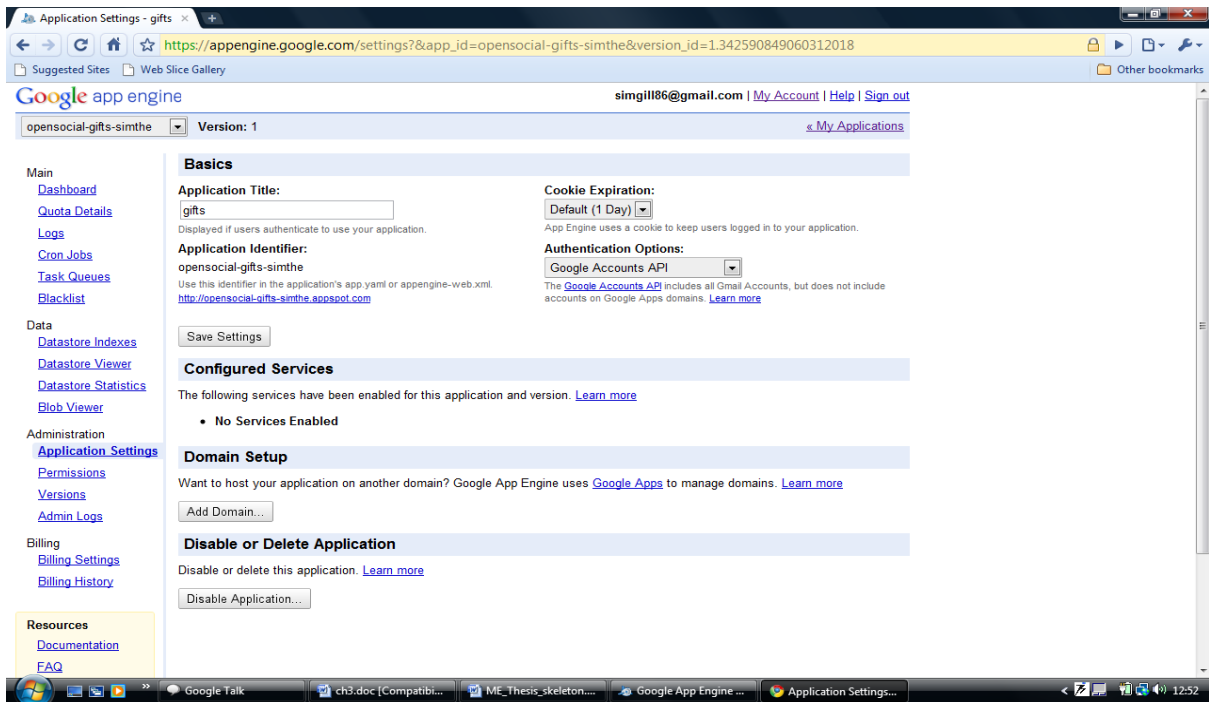 Application Settings - gifts
https://appengine.google.com/settings?&app_id=opensocial-gifts-simthe&version_id=1.342590849060312018
Suggested Sites Web Slice Gallery Other bookmarks
Google app engine
simgill86@gmail.com | My Account | Help | Sign out
opensocial-gifts-simthe Version: 1 « My Applications
Main
Dashboard
Quota Details
Logs
Cron Jobs
Task Queues
Blacklist
Data
Datastore Indexes
Datastore Viewer
Datastore Statistics
Blob Viewer
Administration
Application Settings
Permissions
Versions
Admin Logs
Billing
Billing Settings
Billing History
Resources
Documentation
FAQ
Basics
Application Title:
gifts
Displayed if users authenticate to use your application.
Application Identifier:
opensocial-gifts-simthe
Use this identifier in the application's app.yaml or appengine-web.xml.
http://opensocial-gifts-simthe.appspot.com
Cookie Expiration:
Default (1 Day)
App Engine uses a cookie to keep users logged in to your application.
Authentication Options:
Google Accounts API
The Google Accounts API includes all Gmail Accounts, but does not include
accounts on Google Apps domains. Learn more
Save Settings
Configured Services
The following services have been enabled for this application and version. Learn more
• No Services Enabled
Domain Setup
Want to host your application on another domain? Google App Engine uses Google Apps to manage domains. Learn more
Add Domain...
Disable or Delete Application
Disable or delete this application. Learn more
Disable Application...
Google Talk
ch3.doc [Compatibi...
ME_Thesis_skeleton....
Google App Engine ...
Application Settings...
12:52